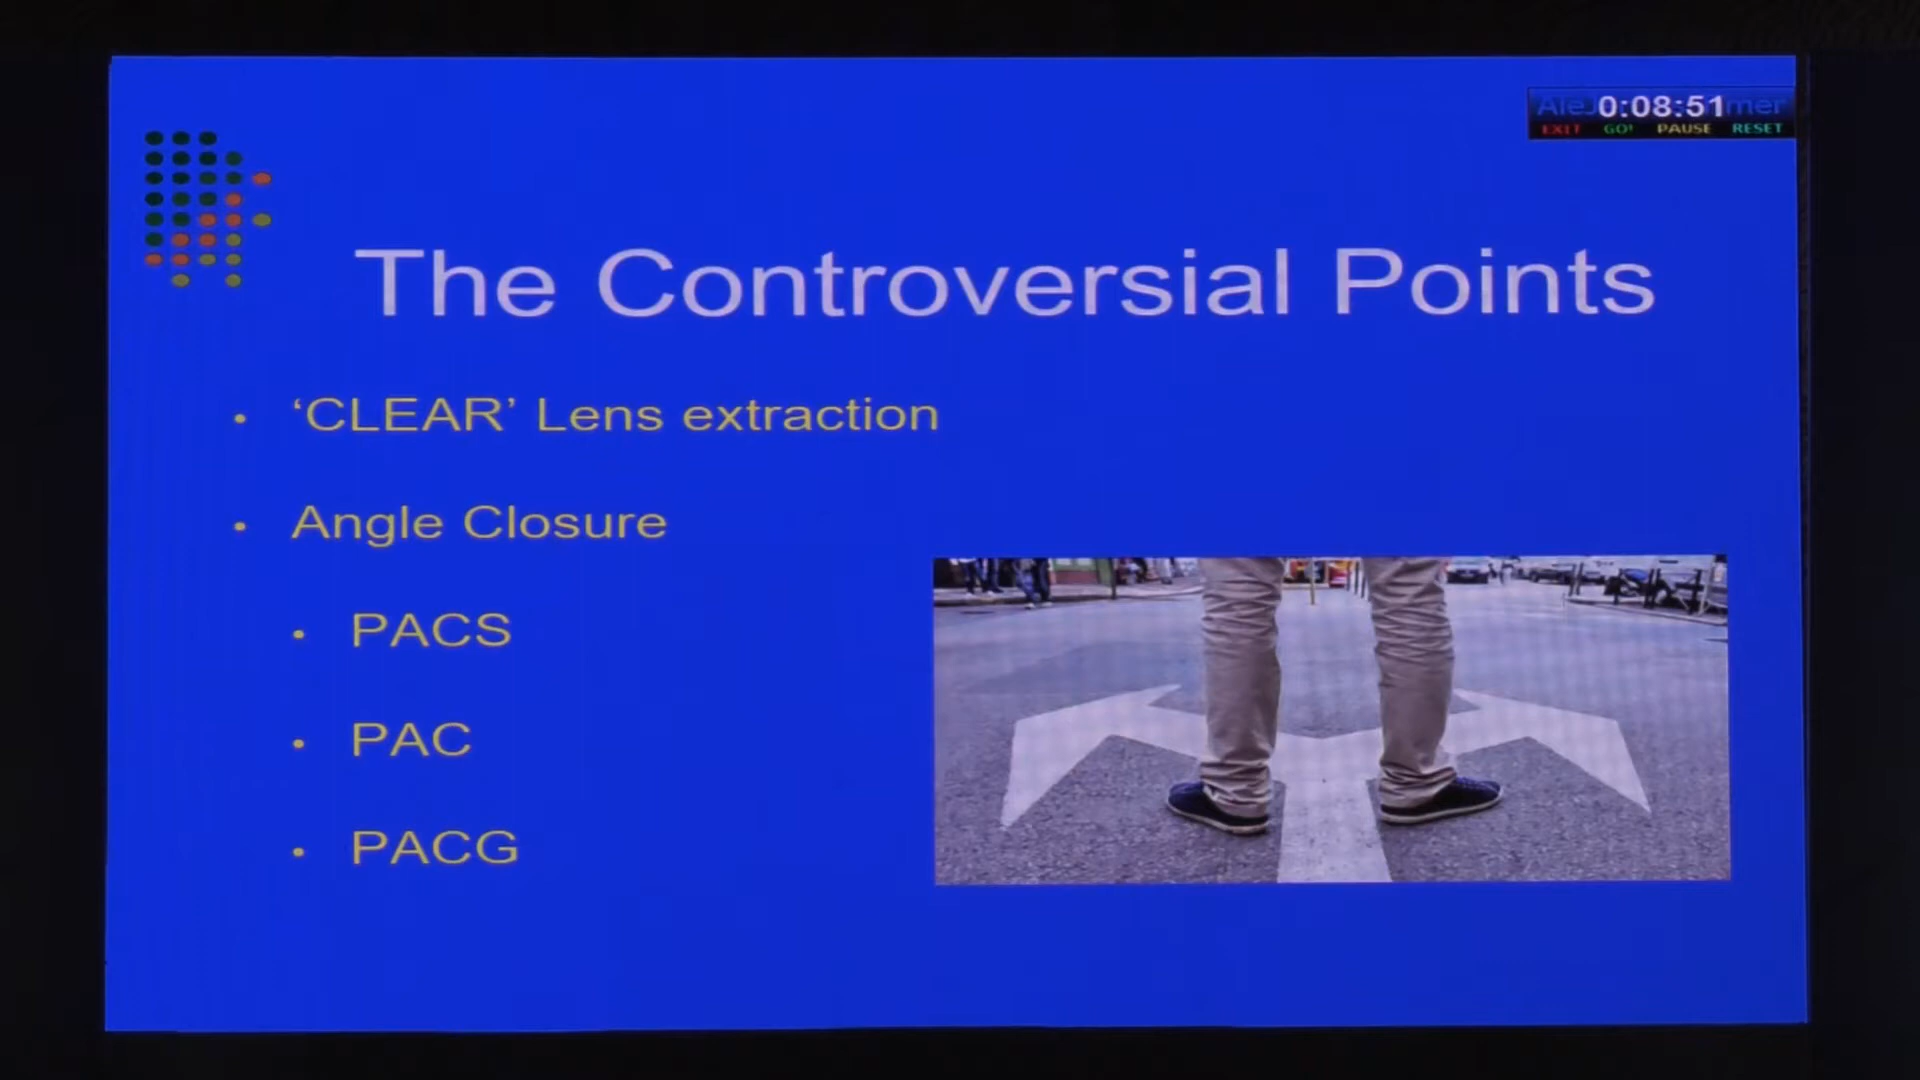 0:08:51
EXIT GO! PAUSE RESET
The Controversial Points
• ‘CLEAR’ Lens extraction
• Angle Closure
• PACS
• PAC
• PACG